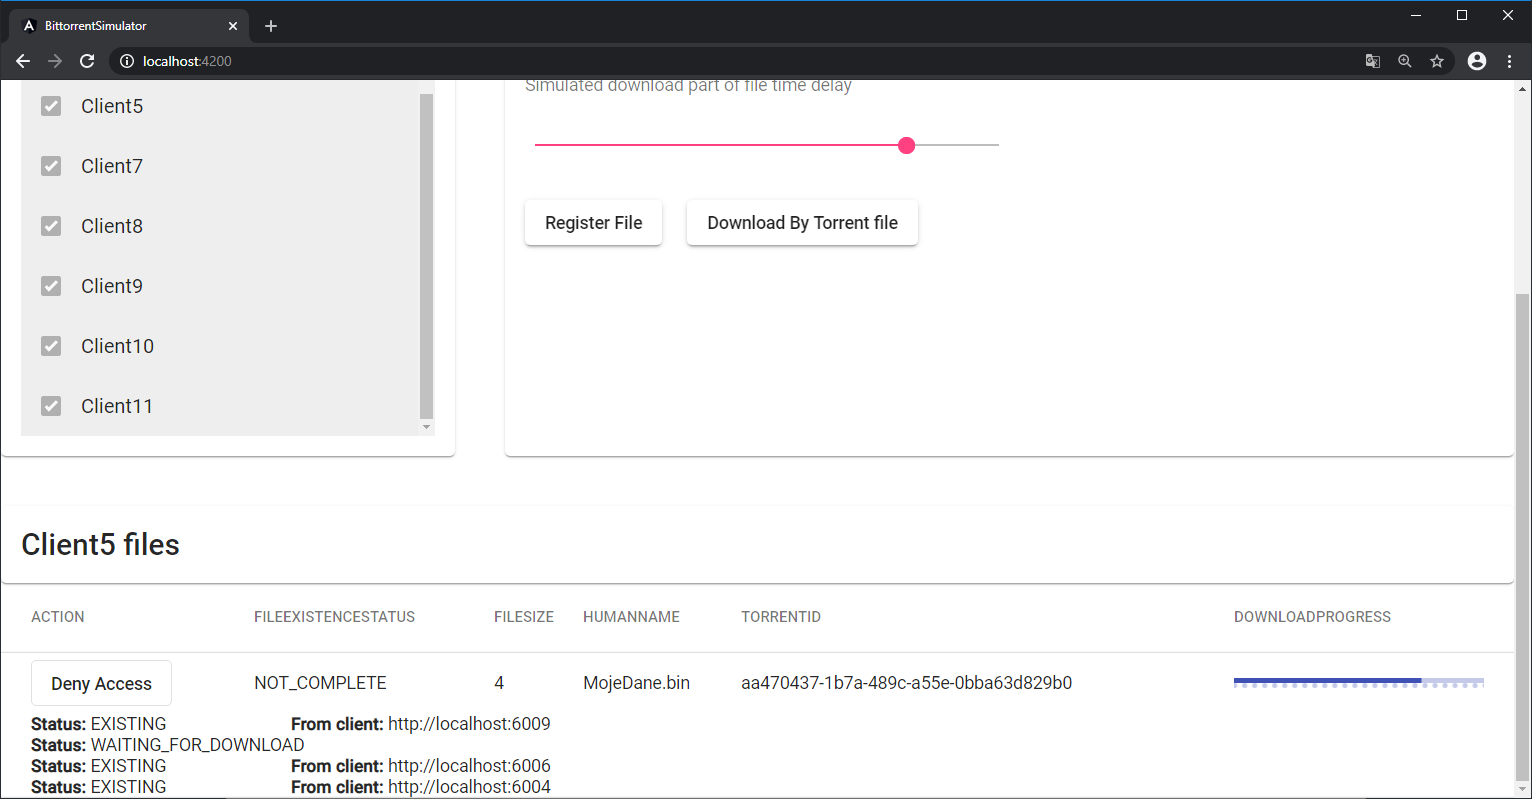 BittorrentSimulator
localhost:4200
Client5
Client7
Client8
Client9
Client10
Client11
Simulated download part of file time delay
Register File
Download By Torrent file
Client5 files
ACTION FILEEXISTENCESTATUS FILESIZE HUMANNAME TORRENTID DOWNLOADPROGRESS
Deny Access NOT_COMPLETE 4 MojeDane.bin aa470437-1b7a-489c-a55e-0bba63d829b0
Status: EXISTING From client: http://localhost:6009
Status: WAITING_FOR_DOWNLOAD
Status: EXISTING From client: http://localhost:6006
Status: EXISTING From client: http://localhost:6004